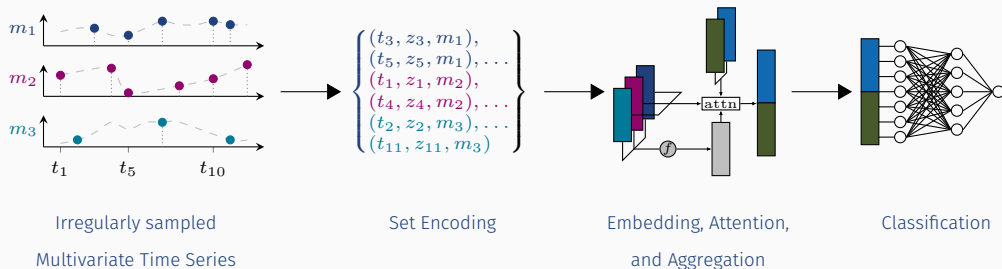 m₁
m₂
m₃
t₁ t₅ t₁₀
(t₃, z₃, m₁),
(t₅, z₅, m₁), ...
(t₁, z₁, m₂),
(t₄, z₄, m₂), ...
(t₂, z₂, m₃), ...
(t₁₁, z₁₁, m₃)
attn
f
Irregularly sampled
Multivariate Time Series
Set Encoding
Embedding, Attention,
and Aggregation
Classification